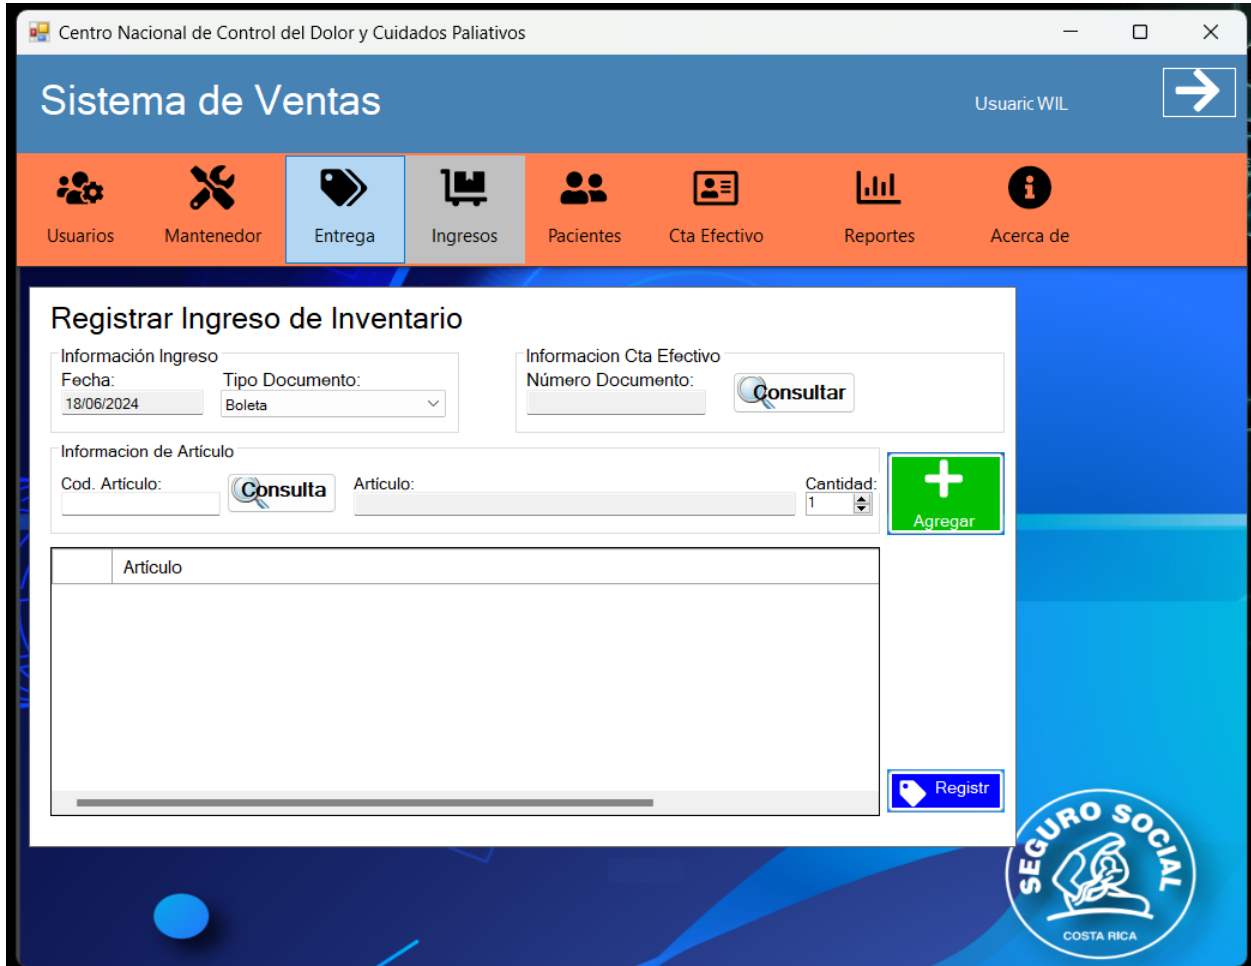 Centro Nacional de Control del Dolor y Cuidados Paliativos
Sistema de Ventas
Usuaric WIL
Usuarios Mantenedor Entrega Ingresos Pacientes Cta Efectivo Reportes Acerca de
Registrar Ingreso de Inventario
Información Ingreso
Fecha: Tipo Documento:
18/06/2024 Boleta
Informacion Cta Efectivo
Número Documento:
Consultar
Informacion de Artículo
Cod. Artículo: Consulta Artículo: Cantidad:
1
Agregar
Artículo
Registr
SEGURO SOCIAL
COSTA RICA